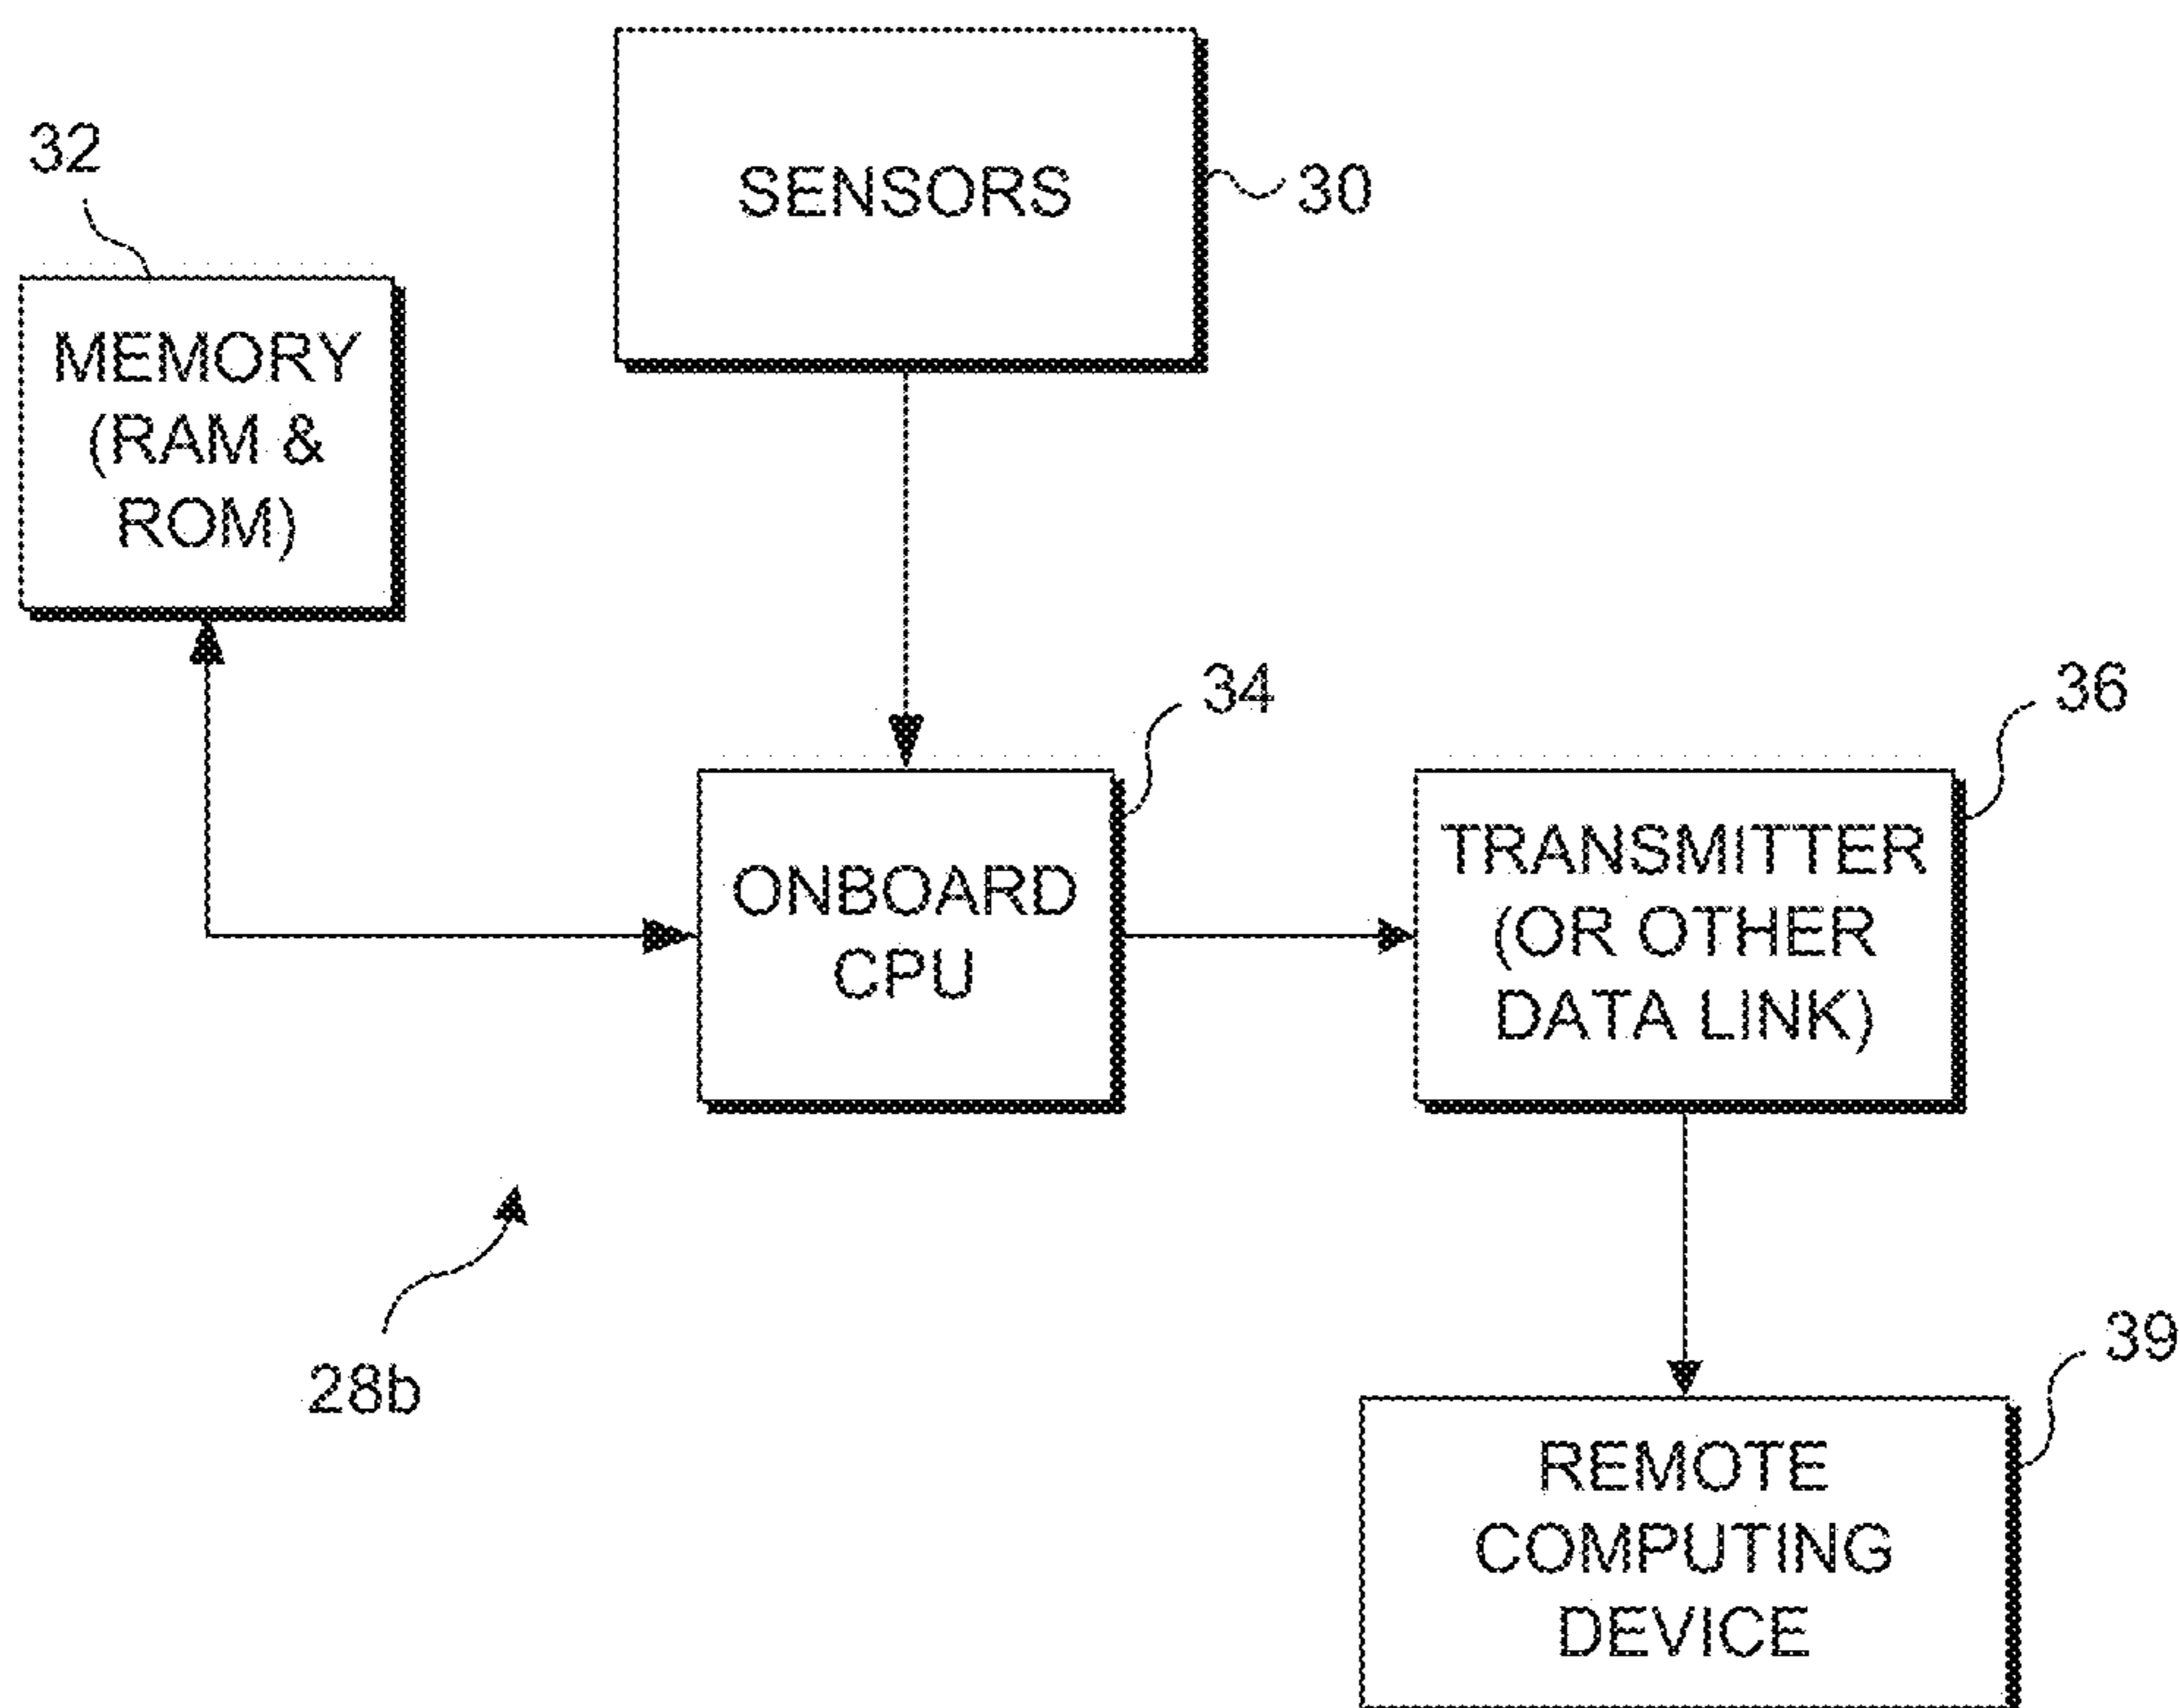 SENSORS
30
32
MEMORY
(RAM &
ROM)
34
36
ONBOARD
CPU
TRANSMITTER
(OR OTHER
DATA LINK)
28b
39
REMOTE
COMPUTING
DEVICE